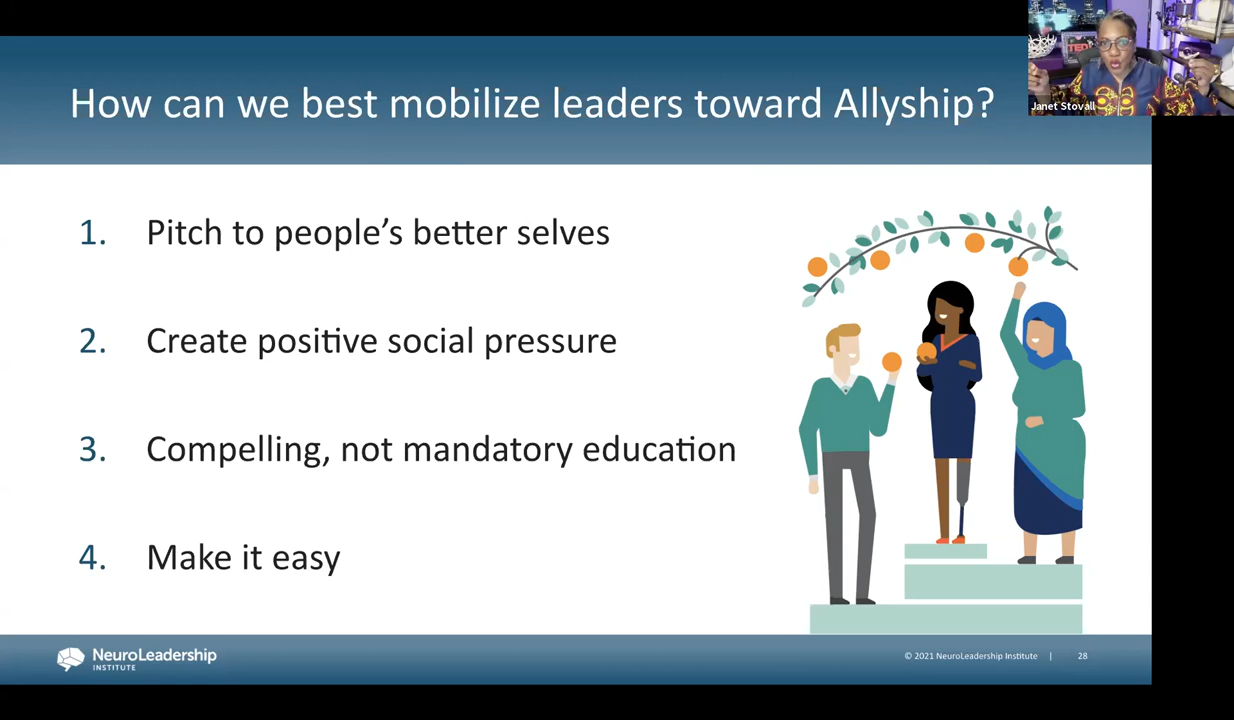 How can we best mobilize leaders toward Allyship?
TED
Janet Stovall
1. Pitch to people’s better selves
2. Create positive social pressure
3. Compelling, not mandatory education
4. Make it easy
NeuroLeadership
INSTITUTE
© 2021 NeuroLeadership Institute | 28